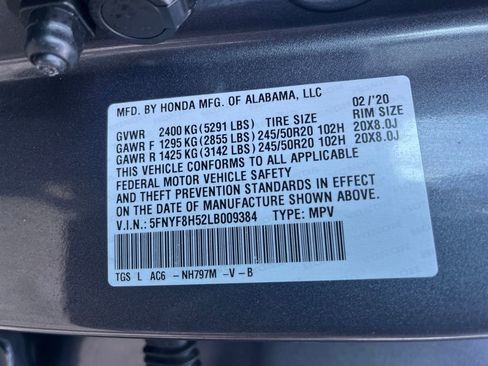 MFD. BY HONDA MFG. OF ALABAMA, LLC
02/'20
GVWR 2400 KG(5291 LBS) TIRE SIZE RIM SIZE
GAWR F 1295 KG(2855 LBS)245/50R20 102H 20X8.0J
GAWR R 1425 KG(3142 LBS)245/50R20 102H 20X8.0J
THIS VEHICLE CONFORMS TO ALL APPLICABLE
FEDERAL MOTOR VEHICLE SAFETY
AND THEFT PREVENTION STANDARDS IN EFFECT
ON THE DATE OF MANUFACTURE SHOWN ABOVE.
V.I.N.: 5FNYF8H52LB009384 TYPE: MPV
TGS L AC6 - NH797M -V - B